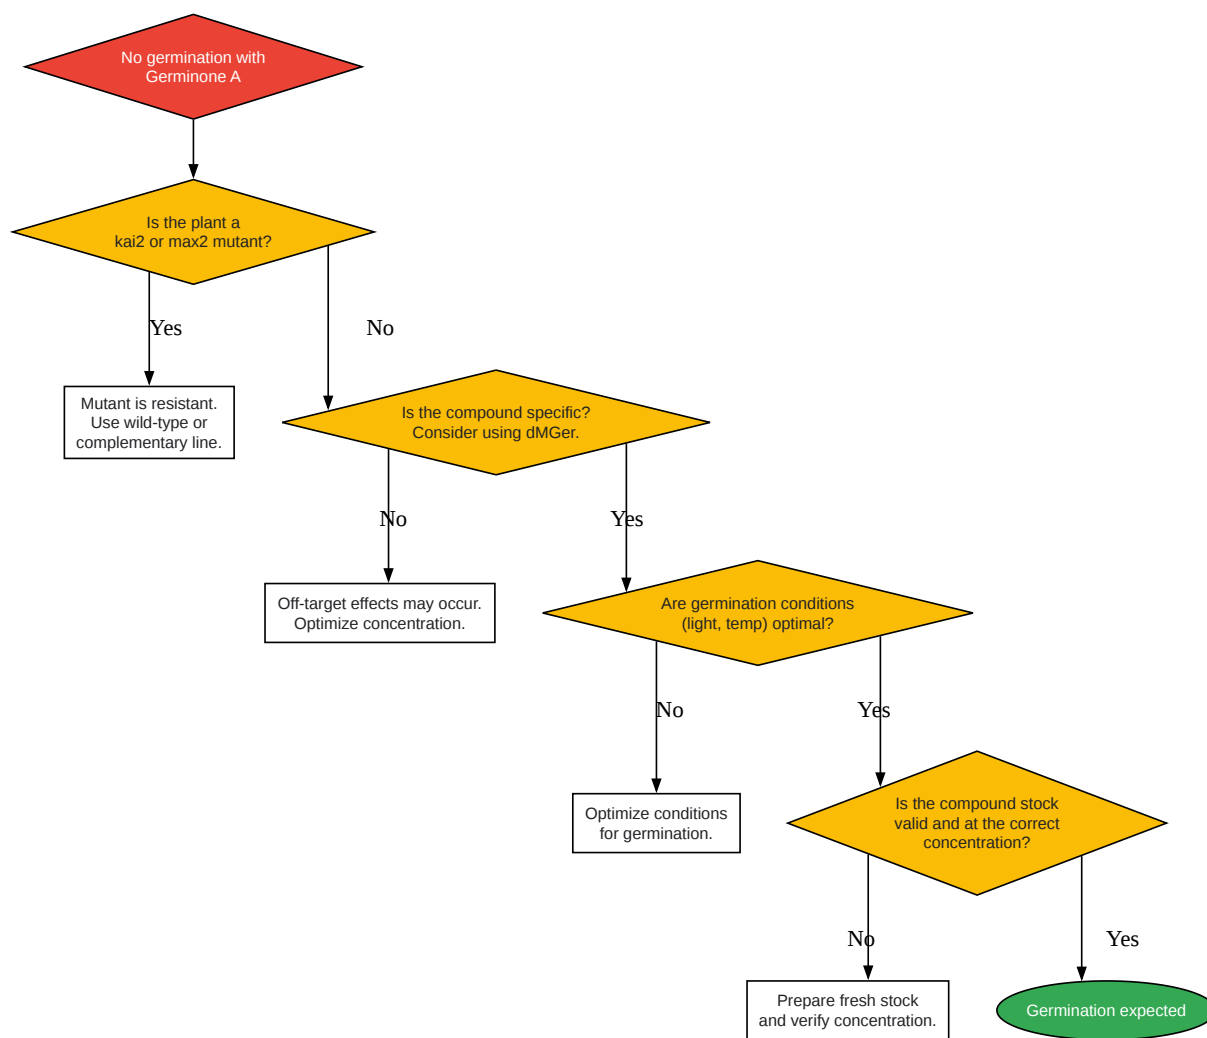 No germination with
Germinone A
Is the plant a
kai2 or max2 mutant?
Yes
No
Mutant is resistant.
Use wild-type or
complementary line.
Is the compound specific?
Consider using dMGer.
No
Yes
Off-target effects may occur.
Optimize concentration.
Are germination conditions
(light, temp) optimal?
No
Yes
Optimize conditions
for germination.
Is the compound stock
valid and at the correct
concentration?
No
Yes
Prepare fresh stock
and verify concentration.
Germination expected